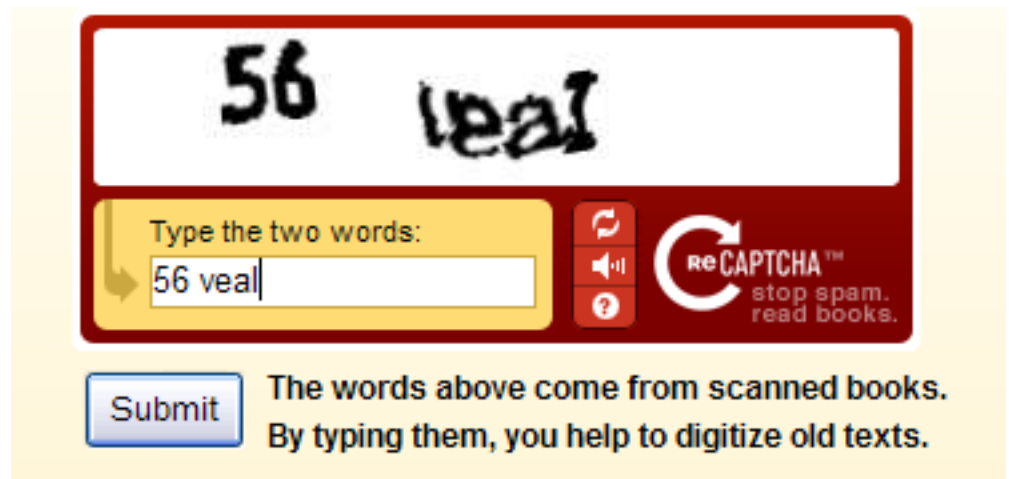 56 veal
Type the two words:
56 veal
ReCAPTCHA™
stop spam.
read books.
Submit
The words above come from scanned books.
By typing them, you help to digitize old texts.